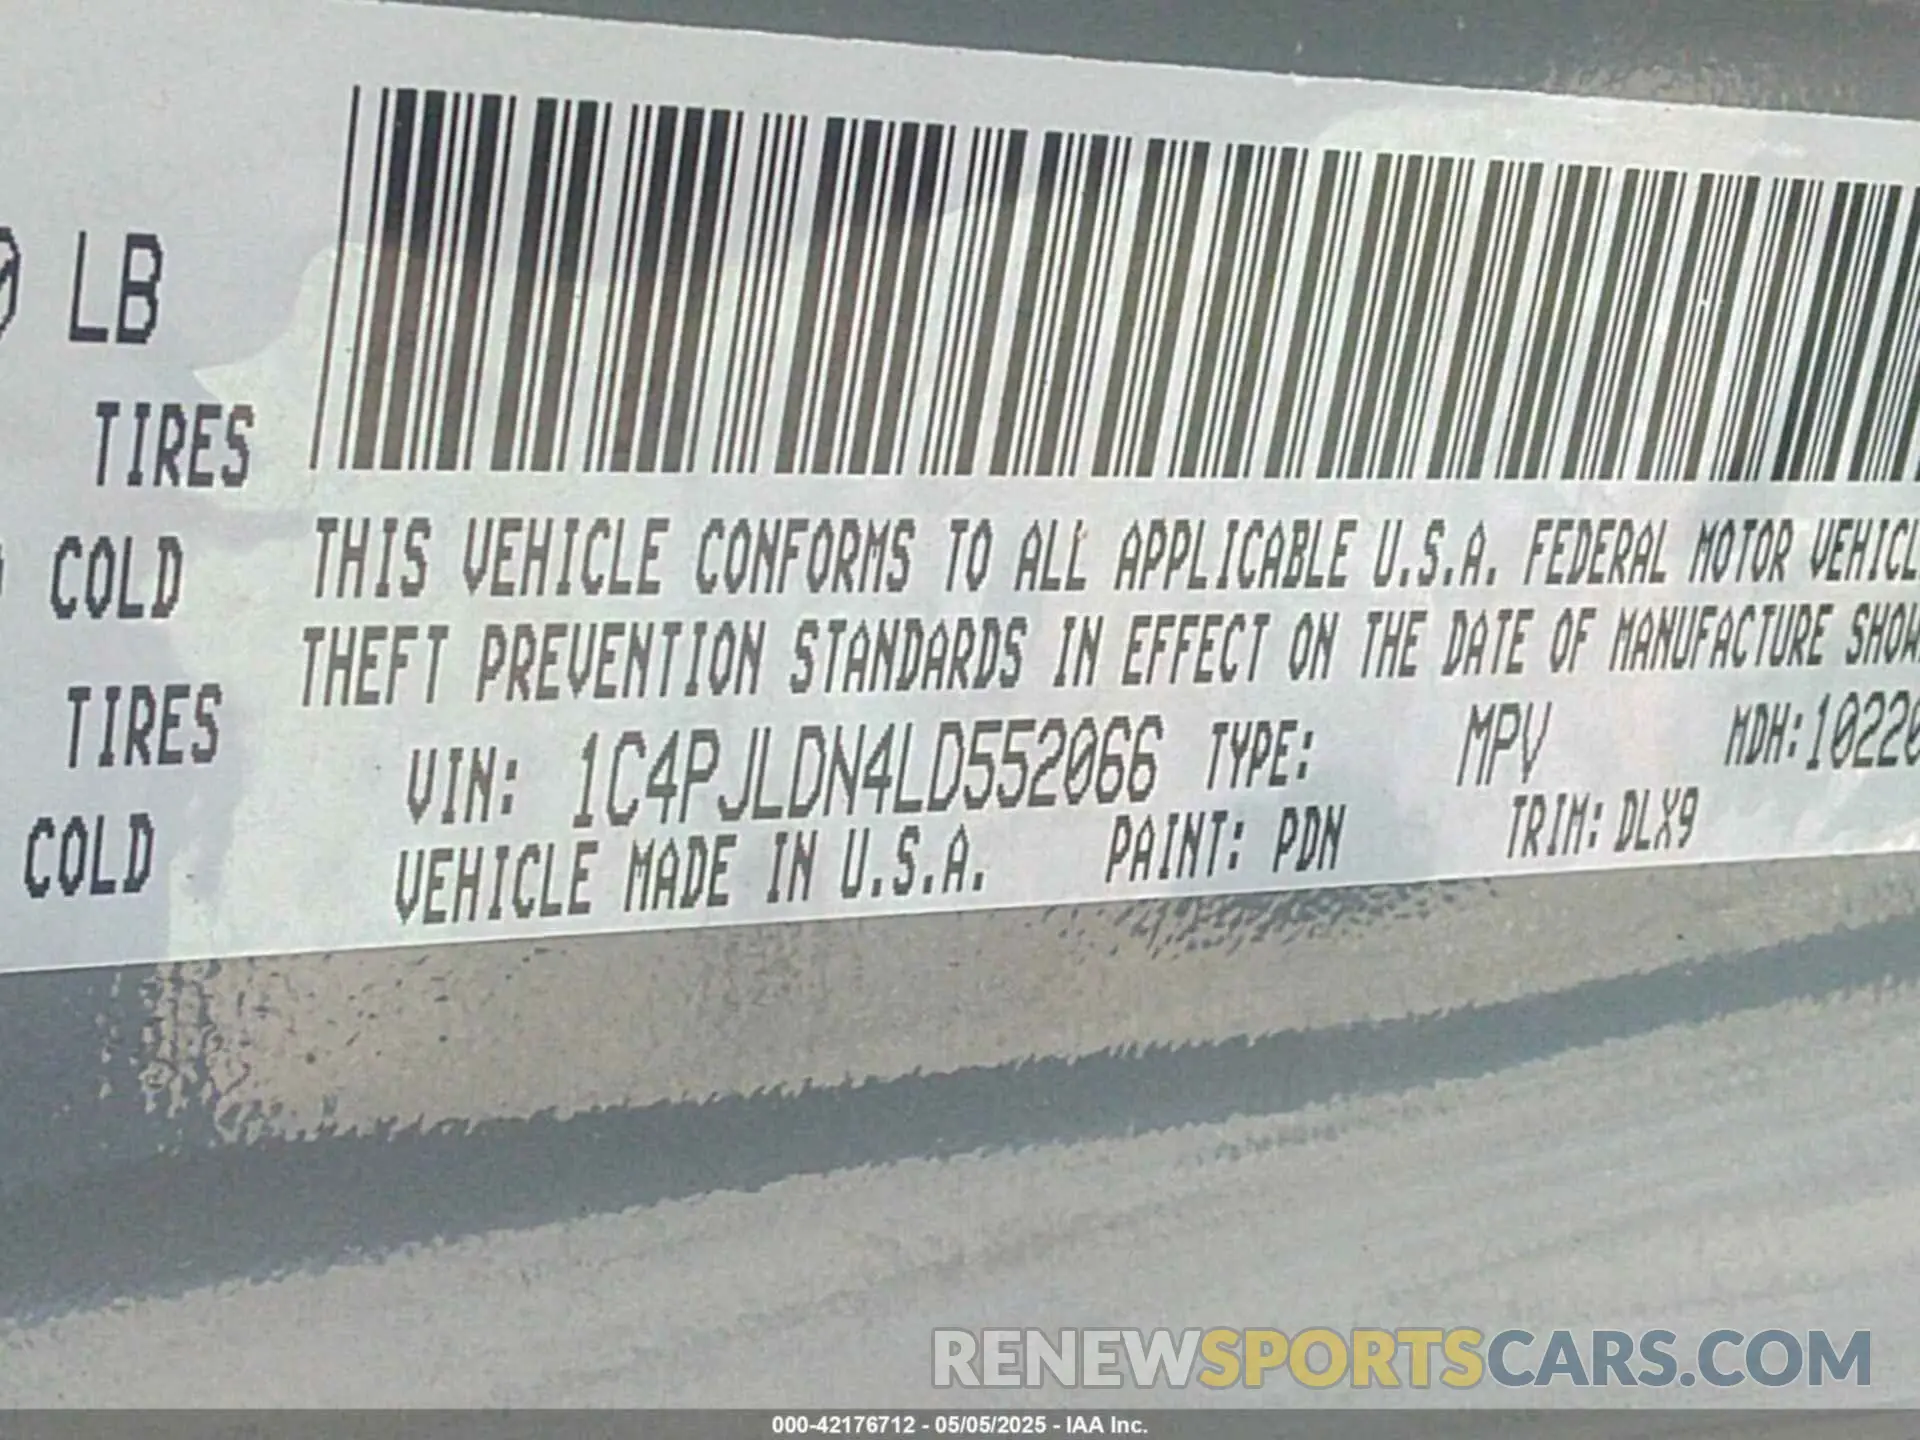 0 LB
TIRES
COLD
TIRES
COLD
THIS VEHICLE CONFORMS TO ALL APPLICABLE U.S.A. FEDERAL MOTOR VEHICL
THEFT PREVENTION STANDARDS IN EFFECT ON THE DATE OF MANUFACTURE SHOW
VIN: 1C4PJLDN4LD552066 TYPE: MPV MDH: 10220
VEHICLE MADE IN U.S.A. PAINT: PDN TRIM: DLX9
RENEWSPORTSCARS.COM
000-42176712 - 05/05/2025 - IAA Inc.